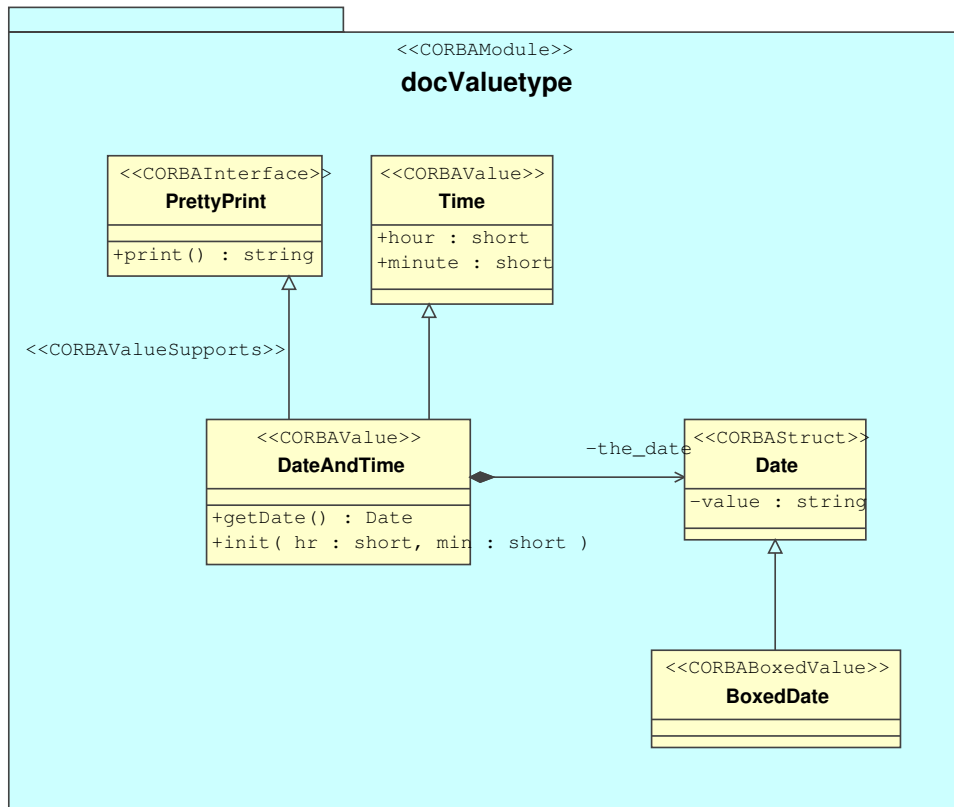 <<CORBAModule>>
docValuetype
<<CORBAInterface>>
PrettyPrint
+print() : string
<<CORBAValue>>
Time
+hour : short
+minute : short
<<CORBAValueSupports>>
<<CORBAValue>>
DateAndTime
+getDate() : Date
+init( hr : short, min : short )
-the_date
<<CORBAStruct>>
Date
-value : string
<<CORBABoxedValue>>
BoxedDate